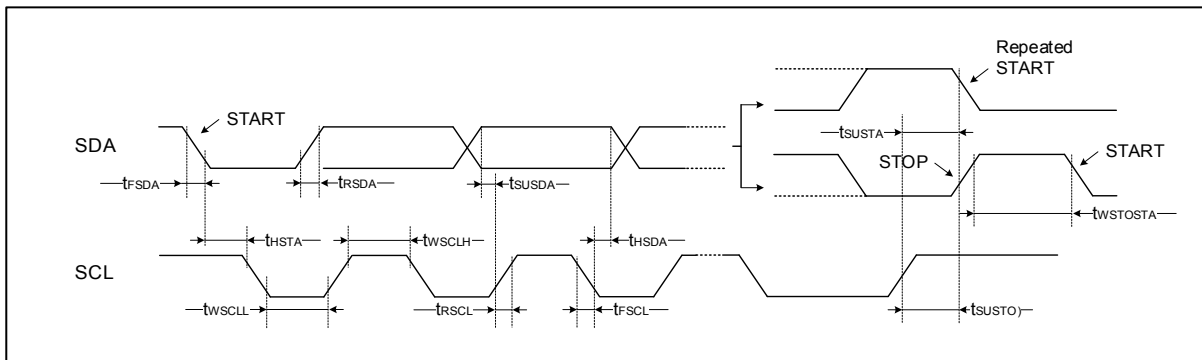 Repeated
START
START
SDA
tSUSTA
STOP
START
tFSDA
tRSDA
tSUSDA
tWSTOSTA
tHSTA
tWSCLH
tHSDA
SCL
tWSCLL
tRSCL
tFSCL
tSUSTO)